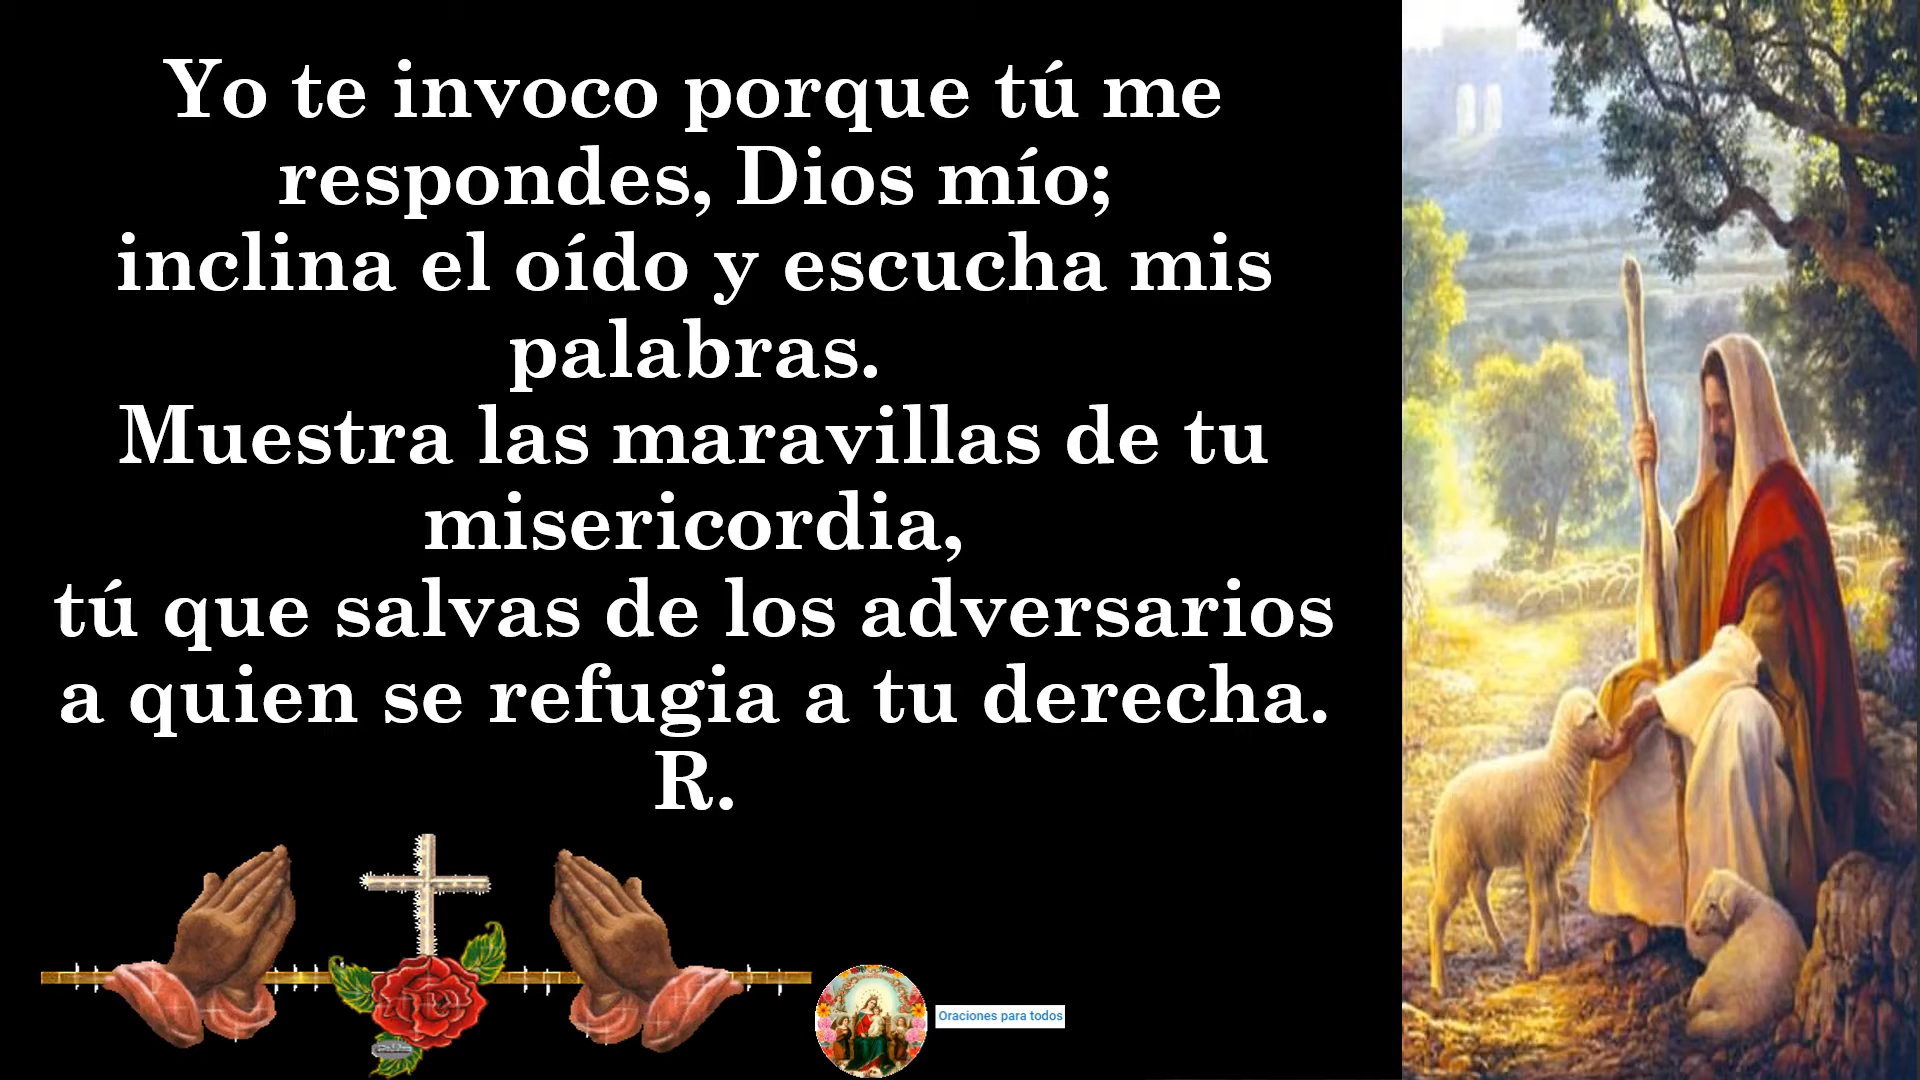 Yo te invoco porque tú me
respondes, Dios mío;
inclina el oído y escucha mis
palabras.
Muestra las maravillas de tu
misericordia,
tú que salvas de los adversarios
a quien se refugia a tu derecha.
R.
Oraciones para todos